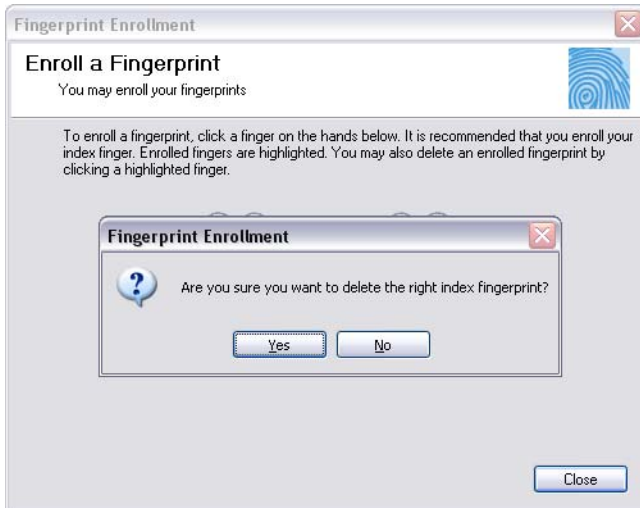 Fingerprint Enrollment
Enroll a Fingerprint
You may enroll your fingerprints
To enroll a fingerprint, click a finger on the hands below. It is recommended that you enroll your
index finger. Enrolled fingers are highlighted. You may also delete an enrolled fingerprint by
clicking a highlighted finger.
Fingerprint Enrollment
Are you sure you want to delete the right index fingerprint?
Yes
No
Close